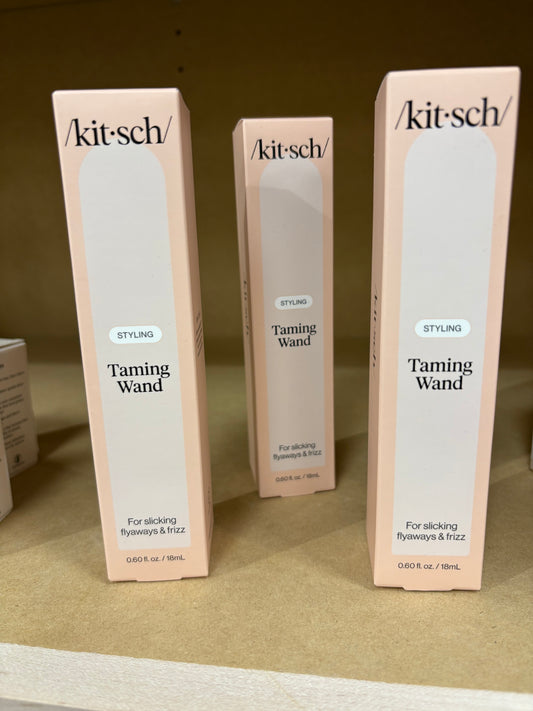 /kit·sch/
STYLING
Taming
Wand
For slicking
flyaways & frizz
0.60 fl. oz. / 18mL
/kit·sch/
STYLING
Taming
Wand
For slicking
flyaways & frizz
0.60 fl. oz. / 18mL
/kit·sch/
STYLING
Taming
Wand
For slicking
flyaways & frizz
0.60 fl. oz. / 18mL